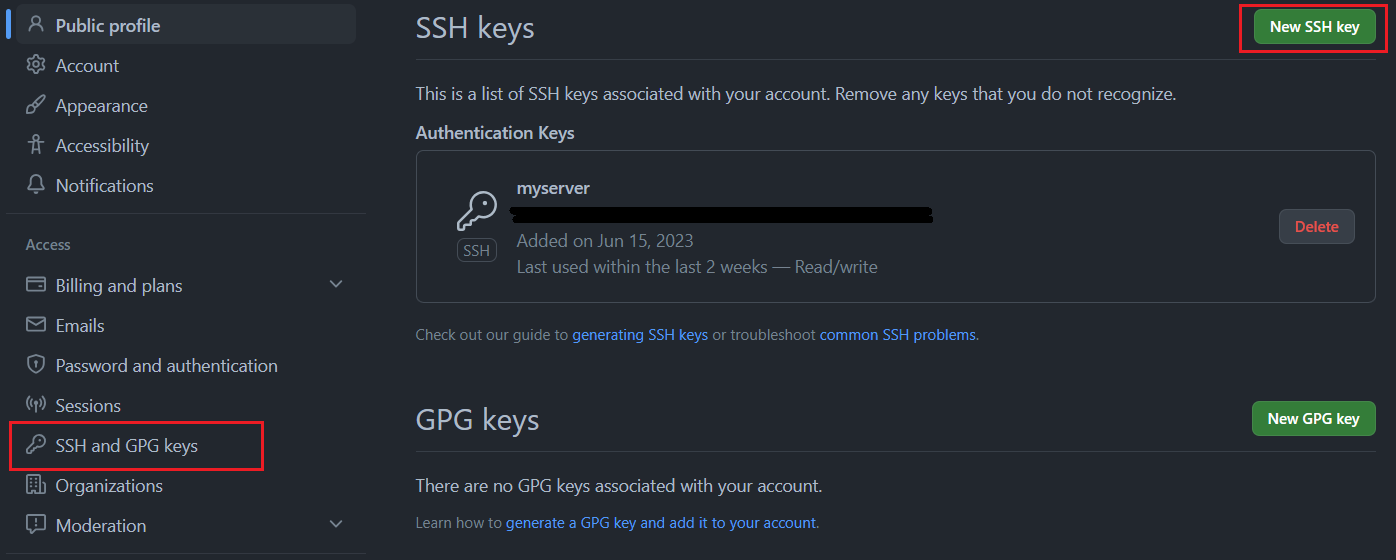 Public profile
Account
Appearance
Accessibility
Notifications
Access
Billing and plans
Emails
Password and authentication
Sessions
SSH and GPG keys
Organizations
Moderation
SSH keys
New SSH key
This is a list of SSH keys associated with your account. Remove any keys that you do not recognize.
Authentication Keys
myserver
SSH
Added on Jun 15, 2023
Last used within the last 2 weeks — Read/write
Delete
Check out our guide to generating SSH keys or troubleshoot common SSH problems.
GPG keys
New GPG key
There are no GPG keys associated with your account.
Learn how to generate a GPG key and add it to your account.